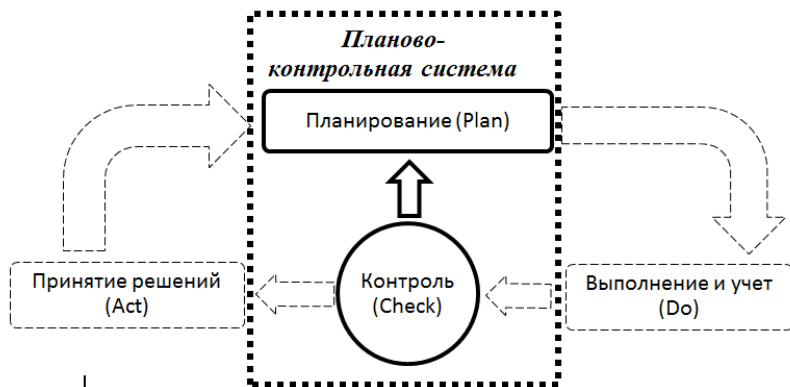 Планово-
контрольная система
Планирование (Plan)
Принятие решений
(Act)
Контроль
(Check)
Выполнение и учет
(Do)